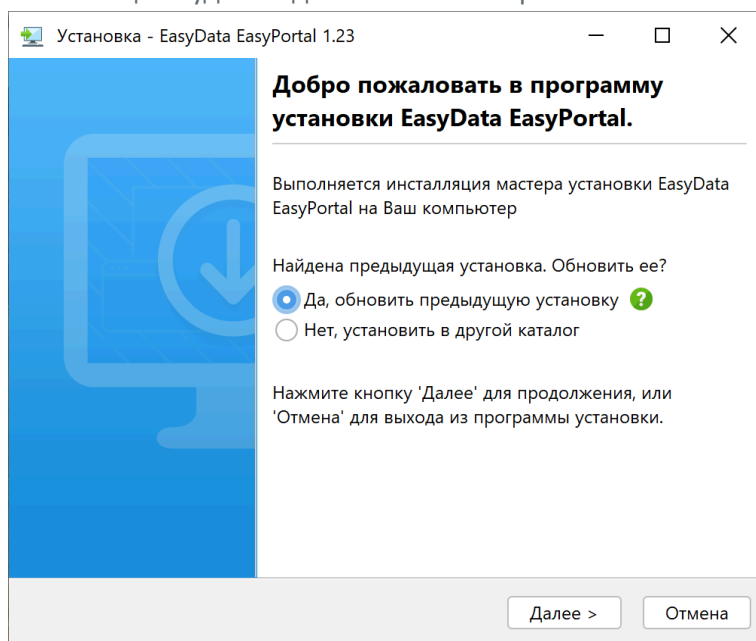 Установка - EasyData EasyPortal 1.23
Добро пожаловать в программу
установки EasyData EasyPortal.
Выполняется инсталляция мастера установки EasyData
EasyPortal на Ваш компьютер
Найдена предыдущая установка. Обновить ее?
Да, обновить предыдущую установку
Нет, установить в другой каталог
Нажмите кнопку 'Далее' для продолжения, или
'Отмена' для выхода из программы установки.
Далее >
Отмена